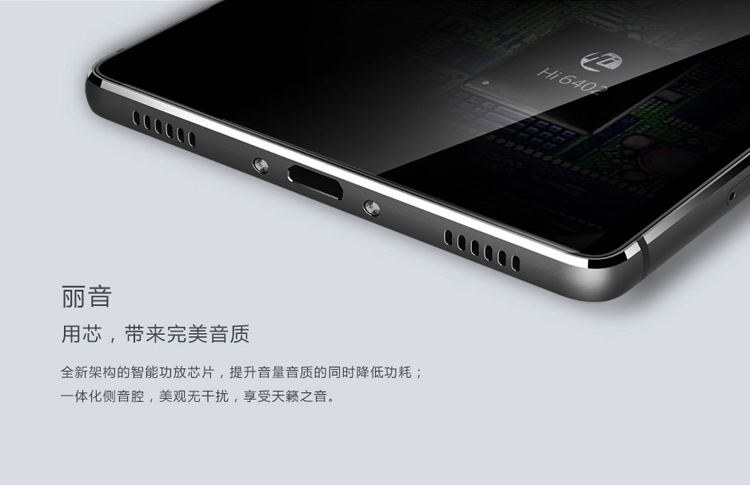 Hi 6402
丽音
用芯，带来完美音质
全新架构的智能功放芯片，提升音量音质的同时降低功耗；
一体化侧音腔，美观无干扰，享受天籁之音。